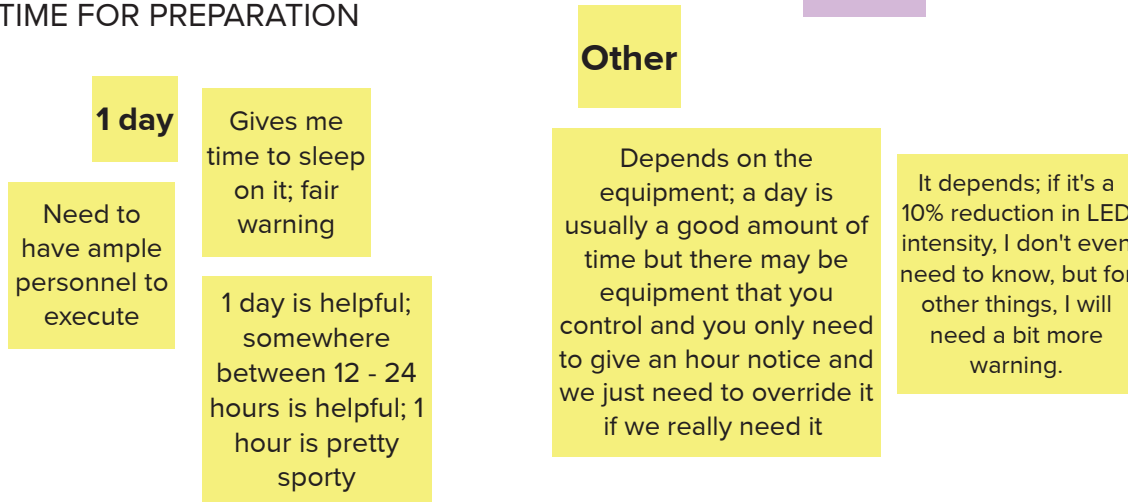 TIME FOR PREPARATION
1 day
Gives me
time to sleep
on it; fair
warning
Need to
have ample
personnel to
execute
1 day is helpful;
somewhere
between 12 - 24
hours is helpful; 1
hour is pretty
sporty
Other
Depends on the
equipment; a day is
usually a good amount of
time but there may be
equipment that you
control and you only need
to give an hour notice and
we just need to override it
if we really need it
It depends; if it's a
10% reduction in LED
intensity, I don't even
need to know, but for
other things, I will
need a bit more
warning.